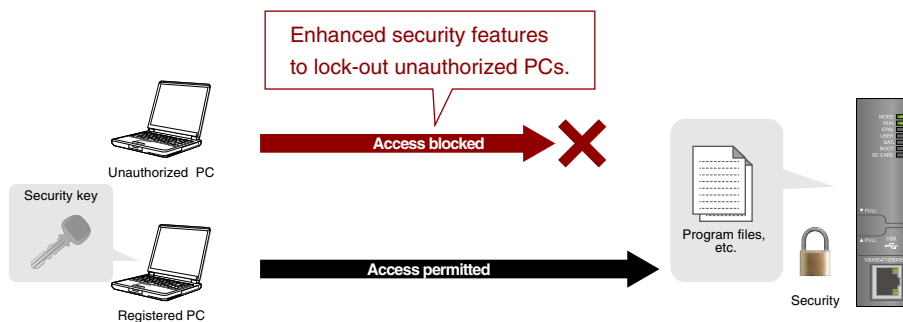 Enhanced security features
to lock-out unauthorized PCs.
Access blocked
Unauthorized PC
Security key
Registered PC
Access permitted
Program files,
etc.
Security
MODE
RUN
ERR.
USER
BAT.
BOOT
SD CARD
▼ PULL
▲ PULL
USB